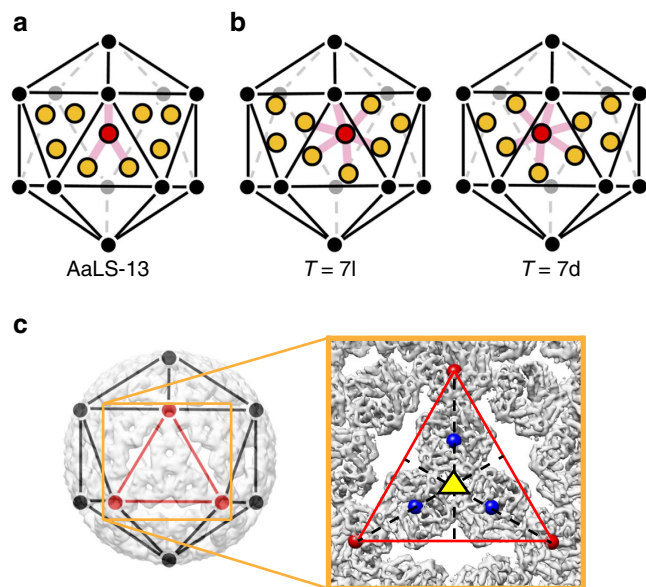 a
b
AaLS-13
T = 7l
T = 7d
c